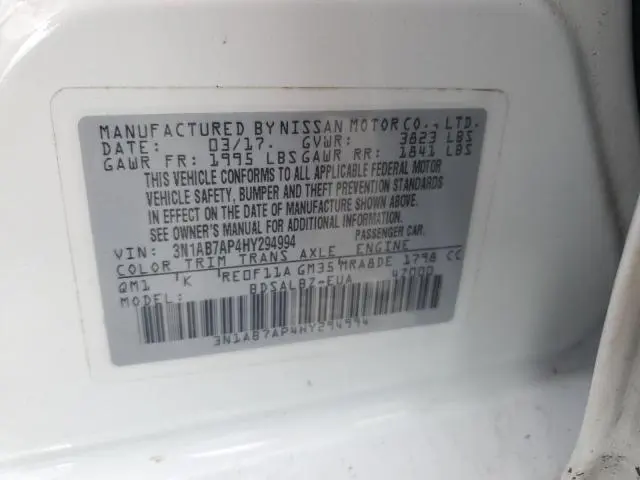 MANUFACTURED BY NISSAN MOTOR CO., LTD.
DATE: 03/17. GVWR: 3823 LBS
GAWR FR: 1995 LBS GAWR RR: 1841 LBS
THIS VEHICLE CONFORMS TO ALL APPLICABLE FEDERAL MOTOR
VEHICLE SAFETY, BUMPER AND THEFT PREVENTION STANDARDS
IN EFFECT ON THE DATE OF MANUFACTURE SHOWN ABOVE.
SEE OWNER'S MANUAL FOR ADDITIONAL INFORMATION.
VIN: 3N1AB7AP4HY294994 PASSENGER CAR.
COLOR TRIM TRANS AXLE ENGINE
QM1 K RE0F11A GM35 MRA8DE 1798 CC
MODEL: BDSALBZ-EUA 47000
3N1AB7AP4HY294994